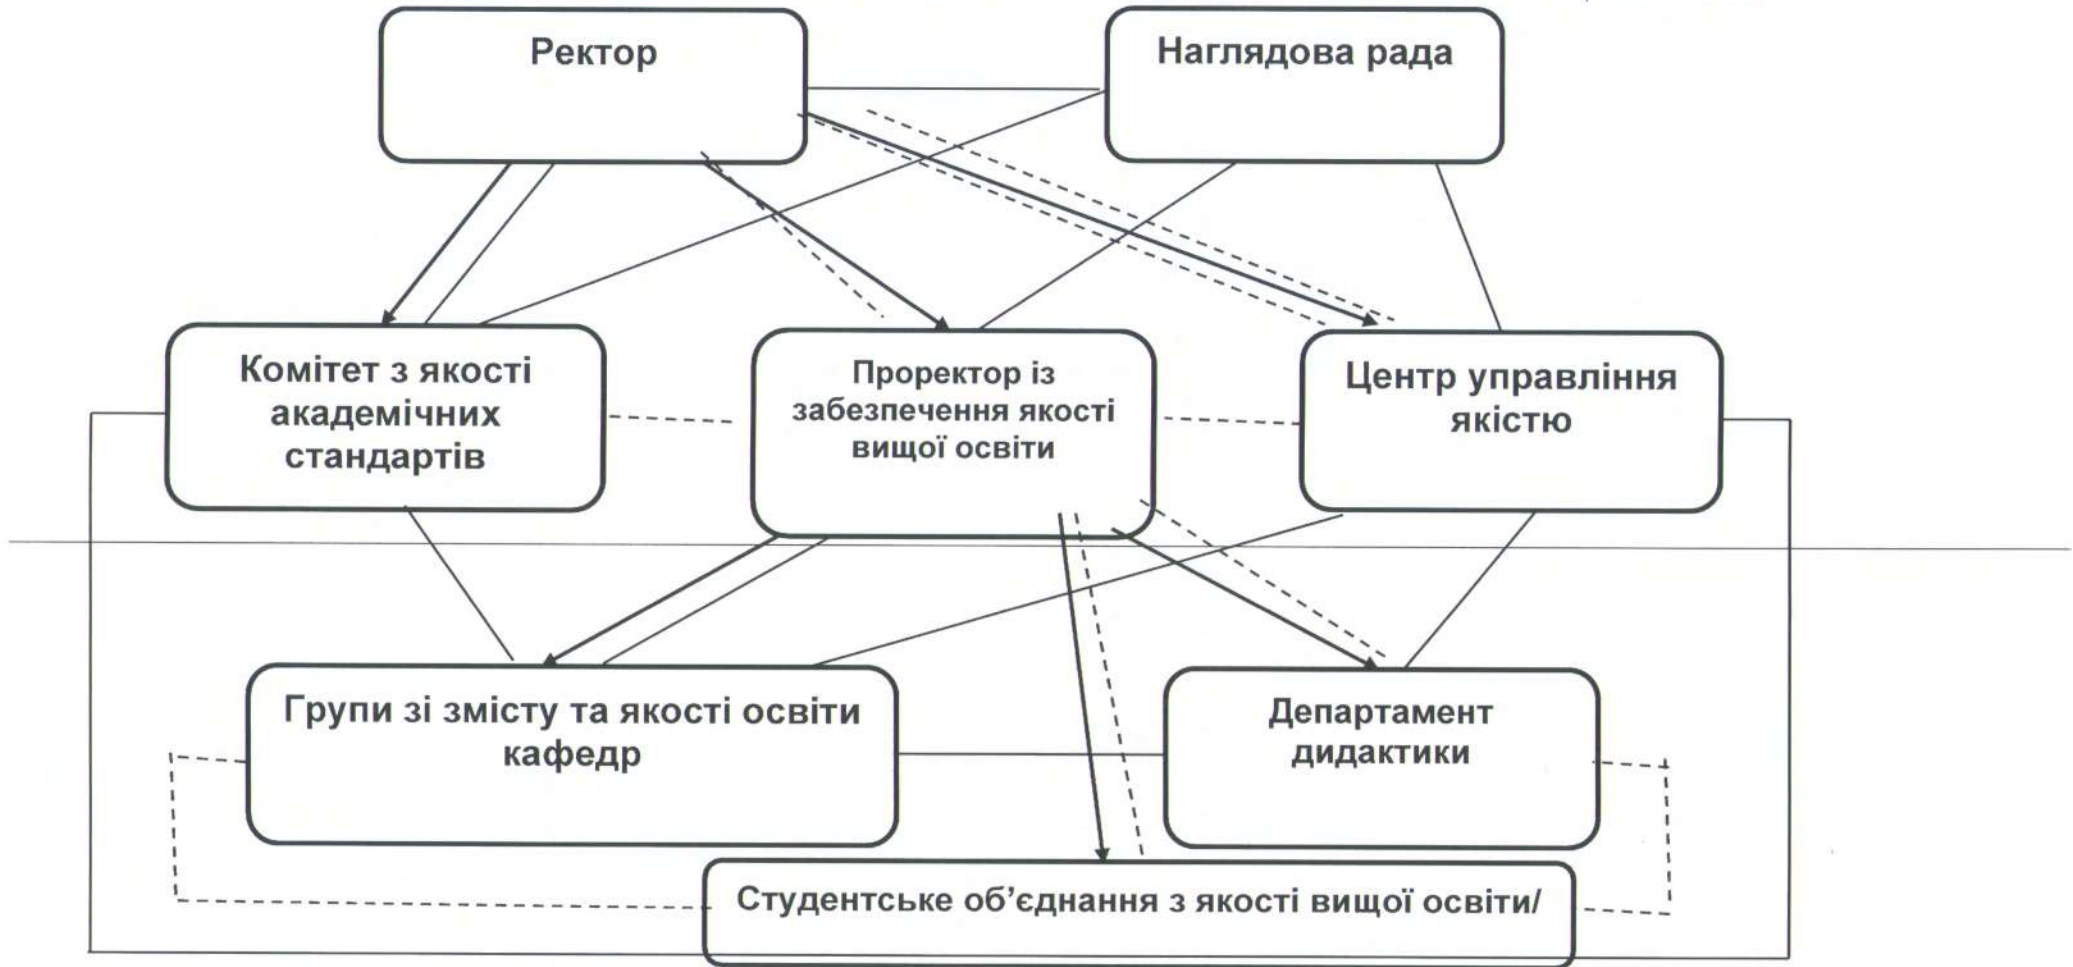 Ректор
Наглядова рада
Комітет з якості
академічних
стандартів
Проректор із
забезпечення якості
вищої освіти
Центр управління
якістю
Групи зі змісту та якості освіти
кафедр
Департамент
дидактики
Студентське об’єднання з якості вищої освіти/